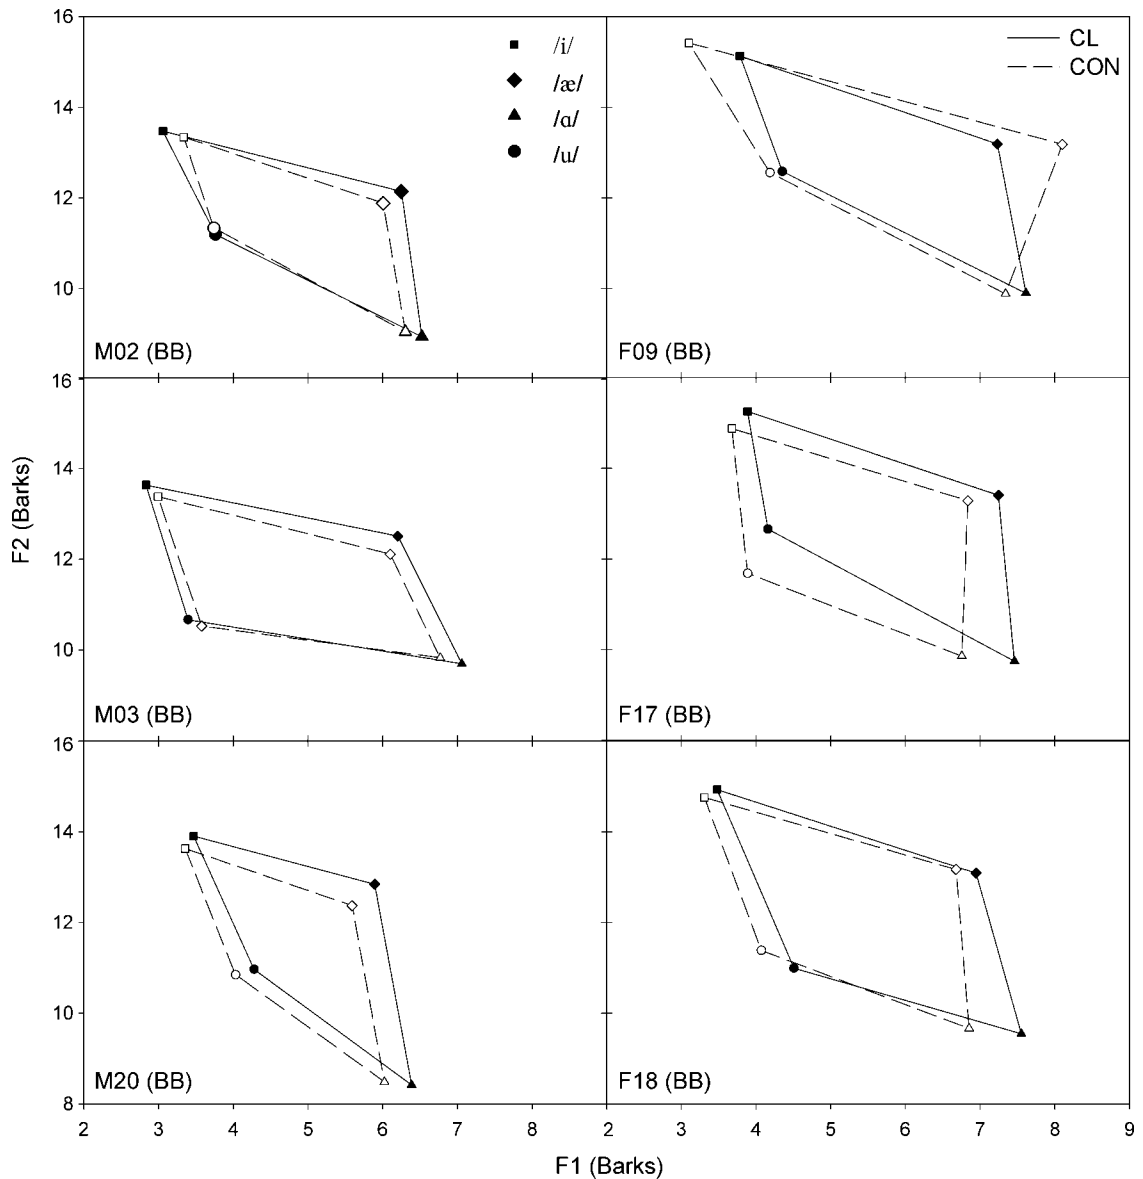 16
14
12
10
/i/
/æ/
/ɑ/
/u/
M02 (BB)
CL
CON
F09 (BB)
16
14
12
10
M03 (BB)
F17 (BB)
16
14
12
10
8
M20 (BB)
F18 (BB)
2 3 4 5 6 7 8 2 3 4 5 6 7 8 9
F2 (Barks)
F1 (Barks)